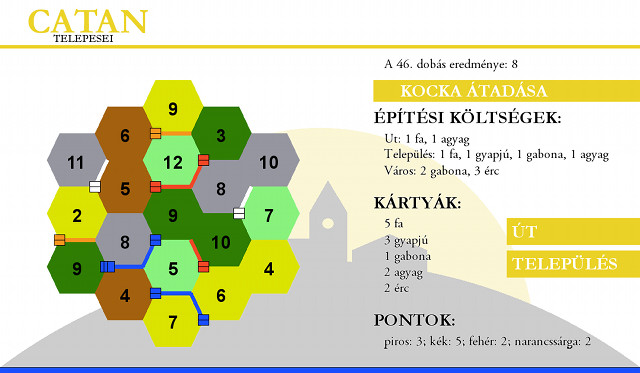 CATAN
TELEPESEI
A 46. dobás eredménye: 8
KOCKA ÁTADÁSA
ÉPÍTÉSI KÖLTSÉGEK:
Ut: 1 fa, 1 agyag
Település: 1 fa, 1 gyapjú, 1 gabona, 1 agyag
Város: 2 gabona, 3 érc
KÁRTYÁK:
5 fa
3 gyapjú
1 gabona
2 agyag
2 érc
ÚT
TELEPÜLÉS
PONTOK:
piros: 3; kék: 5; fehér: 2; narancssárga: 2
9
6
3
11
12
10
5
8
2
9
7
8
10
9
5
4
4
6
7